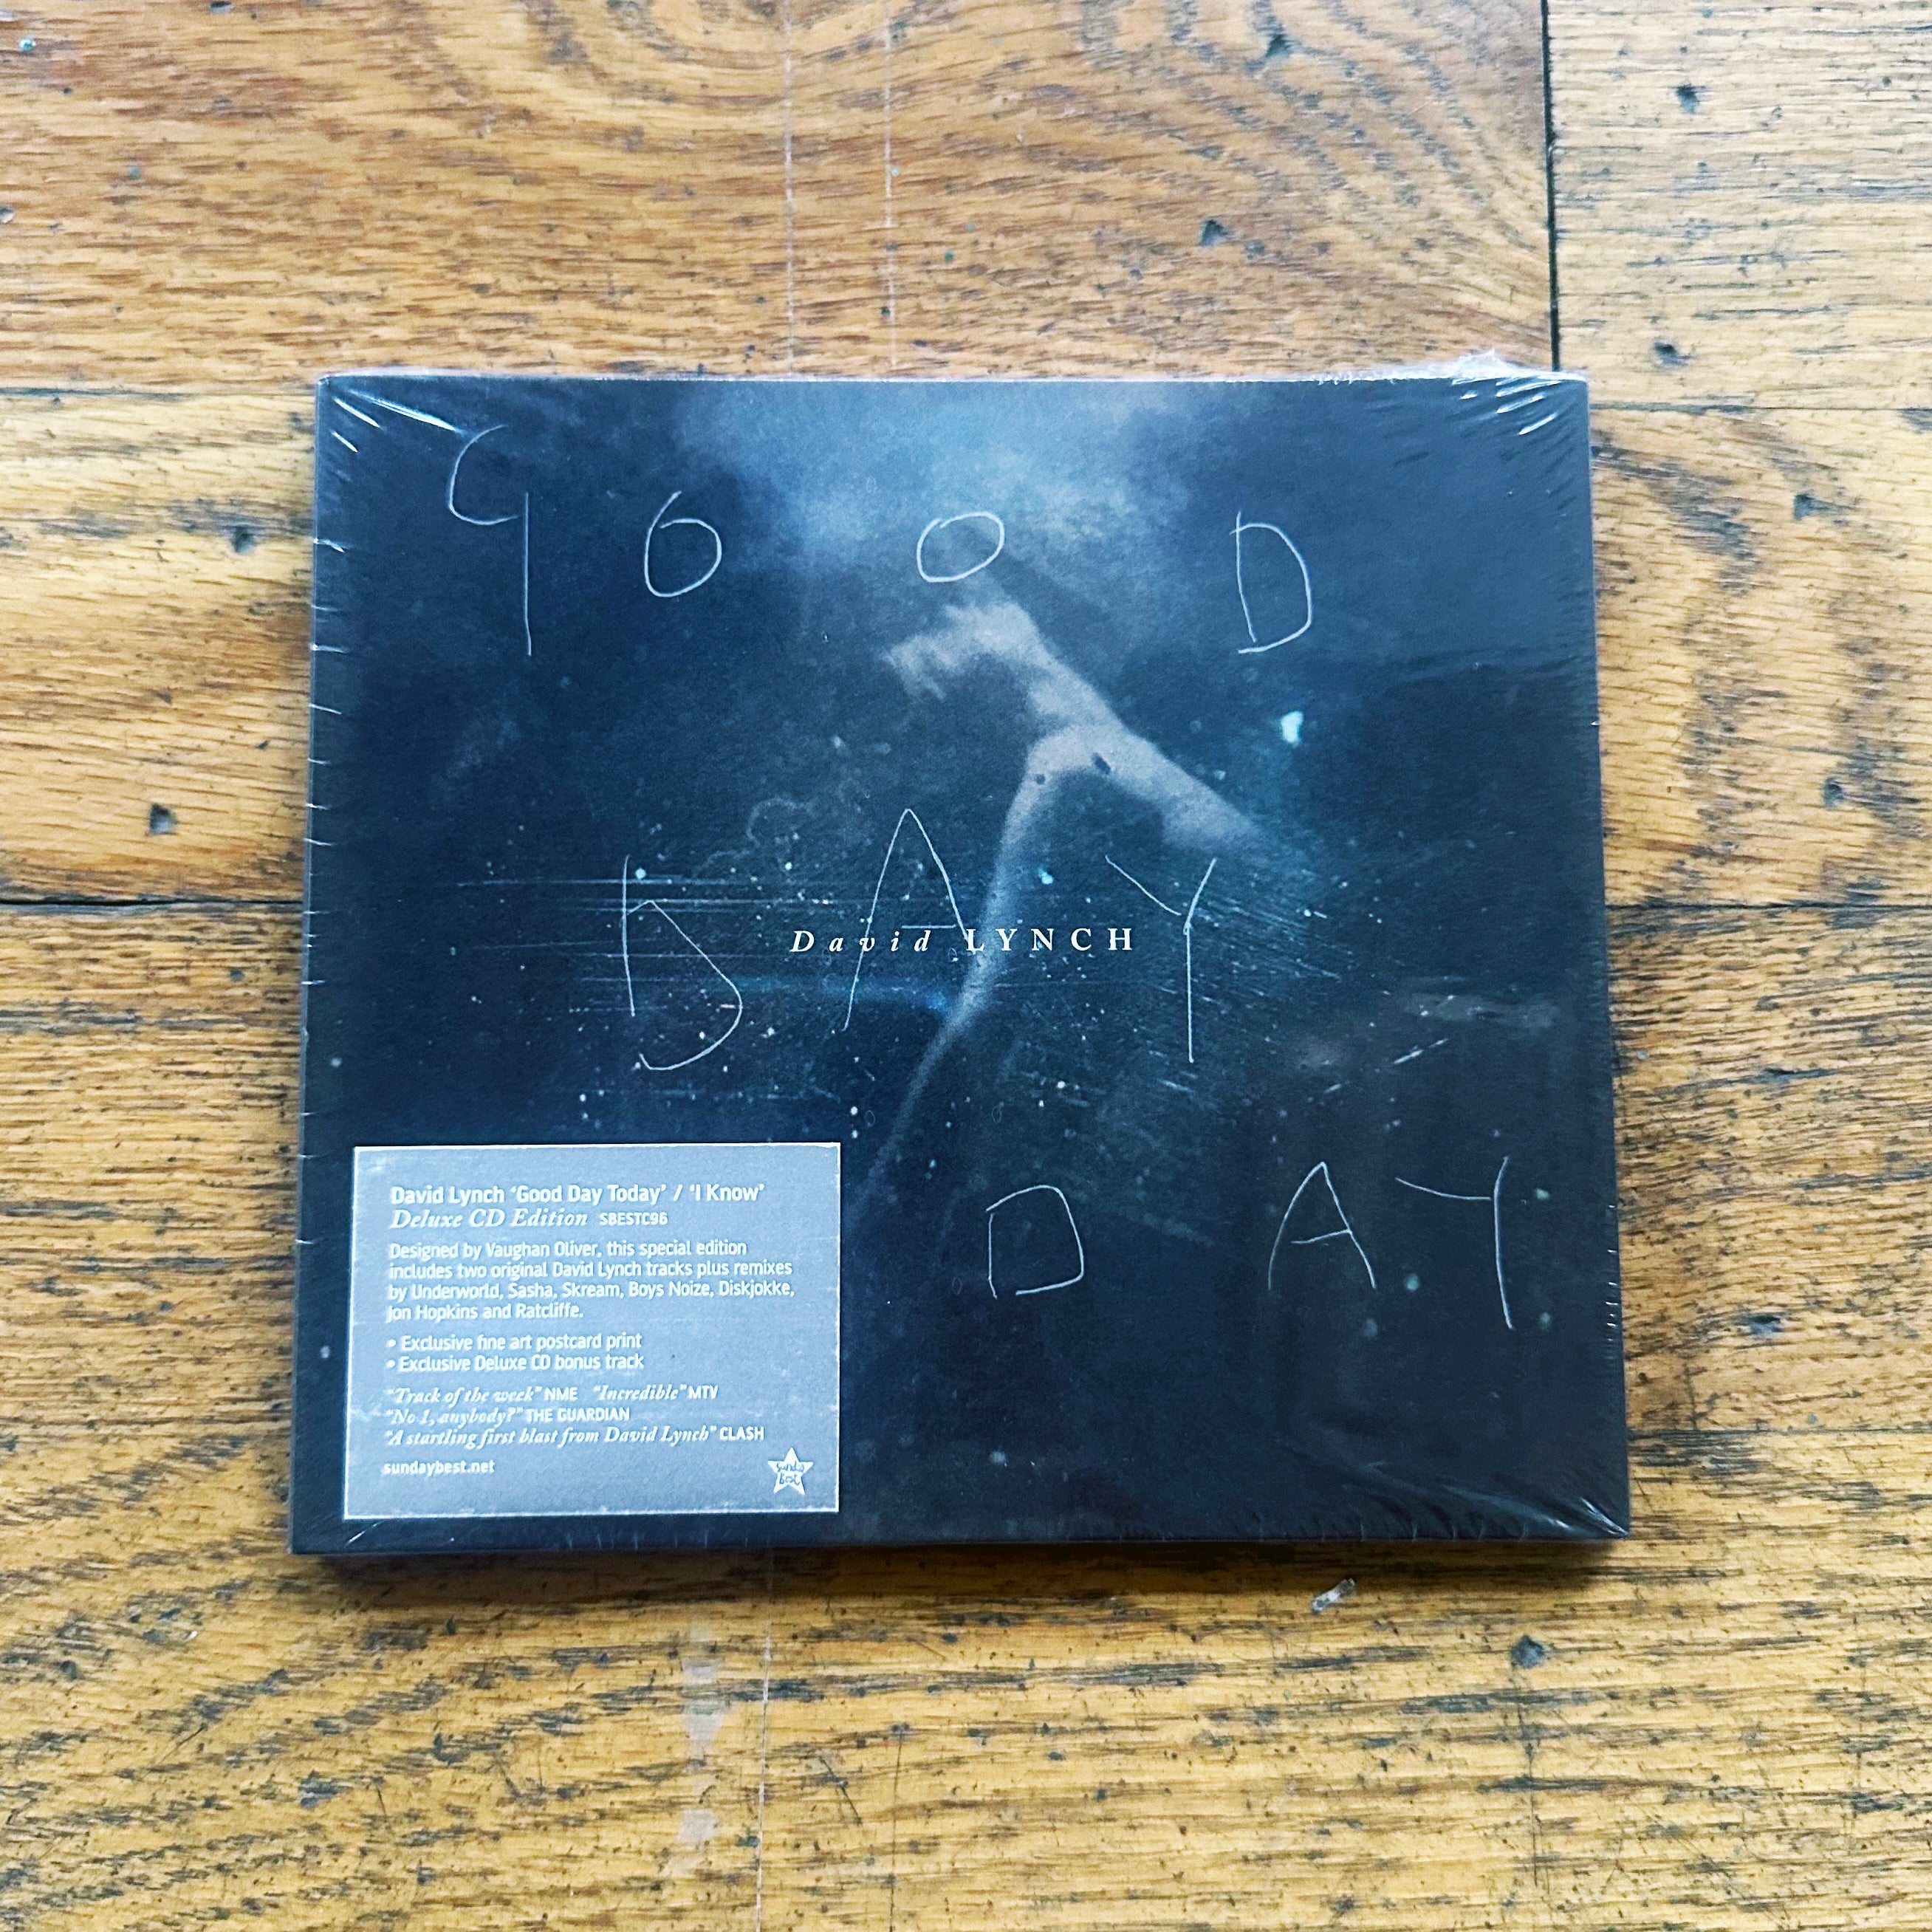 GOOD
DAY
David LYNCH
DAY
David Lynch ‘Good Day Today’ / ‘I Know’
Deluxe CD Edition SBESTC96
Designed by Vaughan Oliver, this special edition
includes two original David Lynch tracks plus remixes
by Underworld, Sasha, Skream, Boys Noize, Diskjokke,
Jon Hopkins and Ratcliffe.
• Exclusive fine art postcard print
• Exclusive Deluxe CD bonus track
“Track of the week” NME “Incredible” MTV
“No 1, anybody?” THE GUARDIAN
“A startling first blast from David Lynch” CLASH
sundaybest.net
Sunday
Best